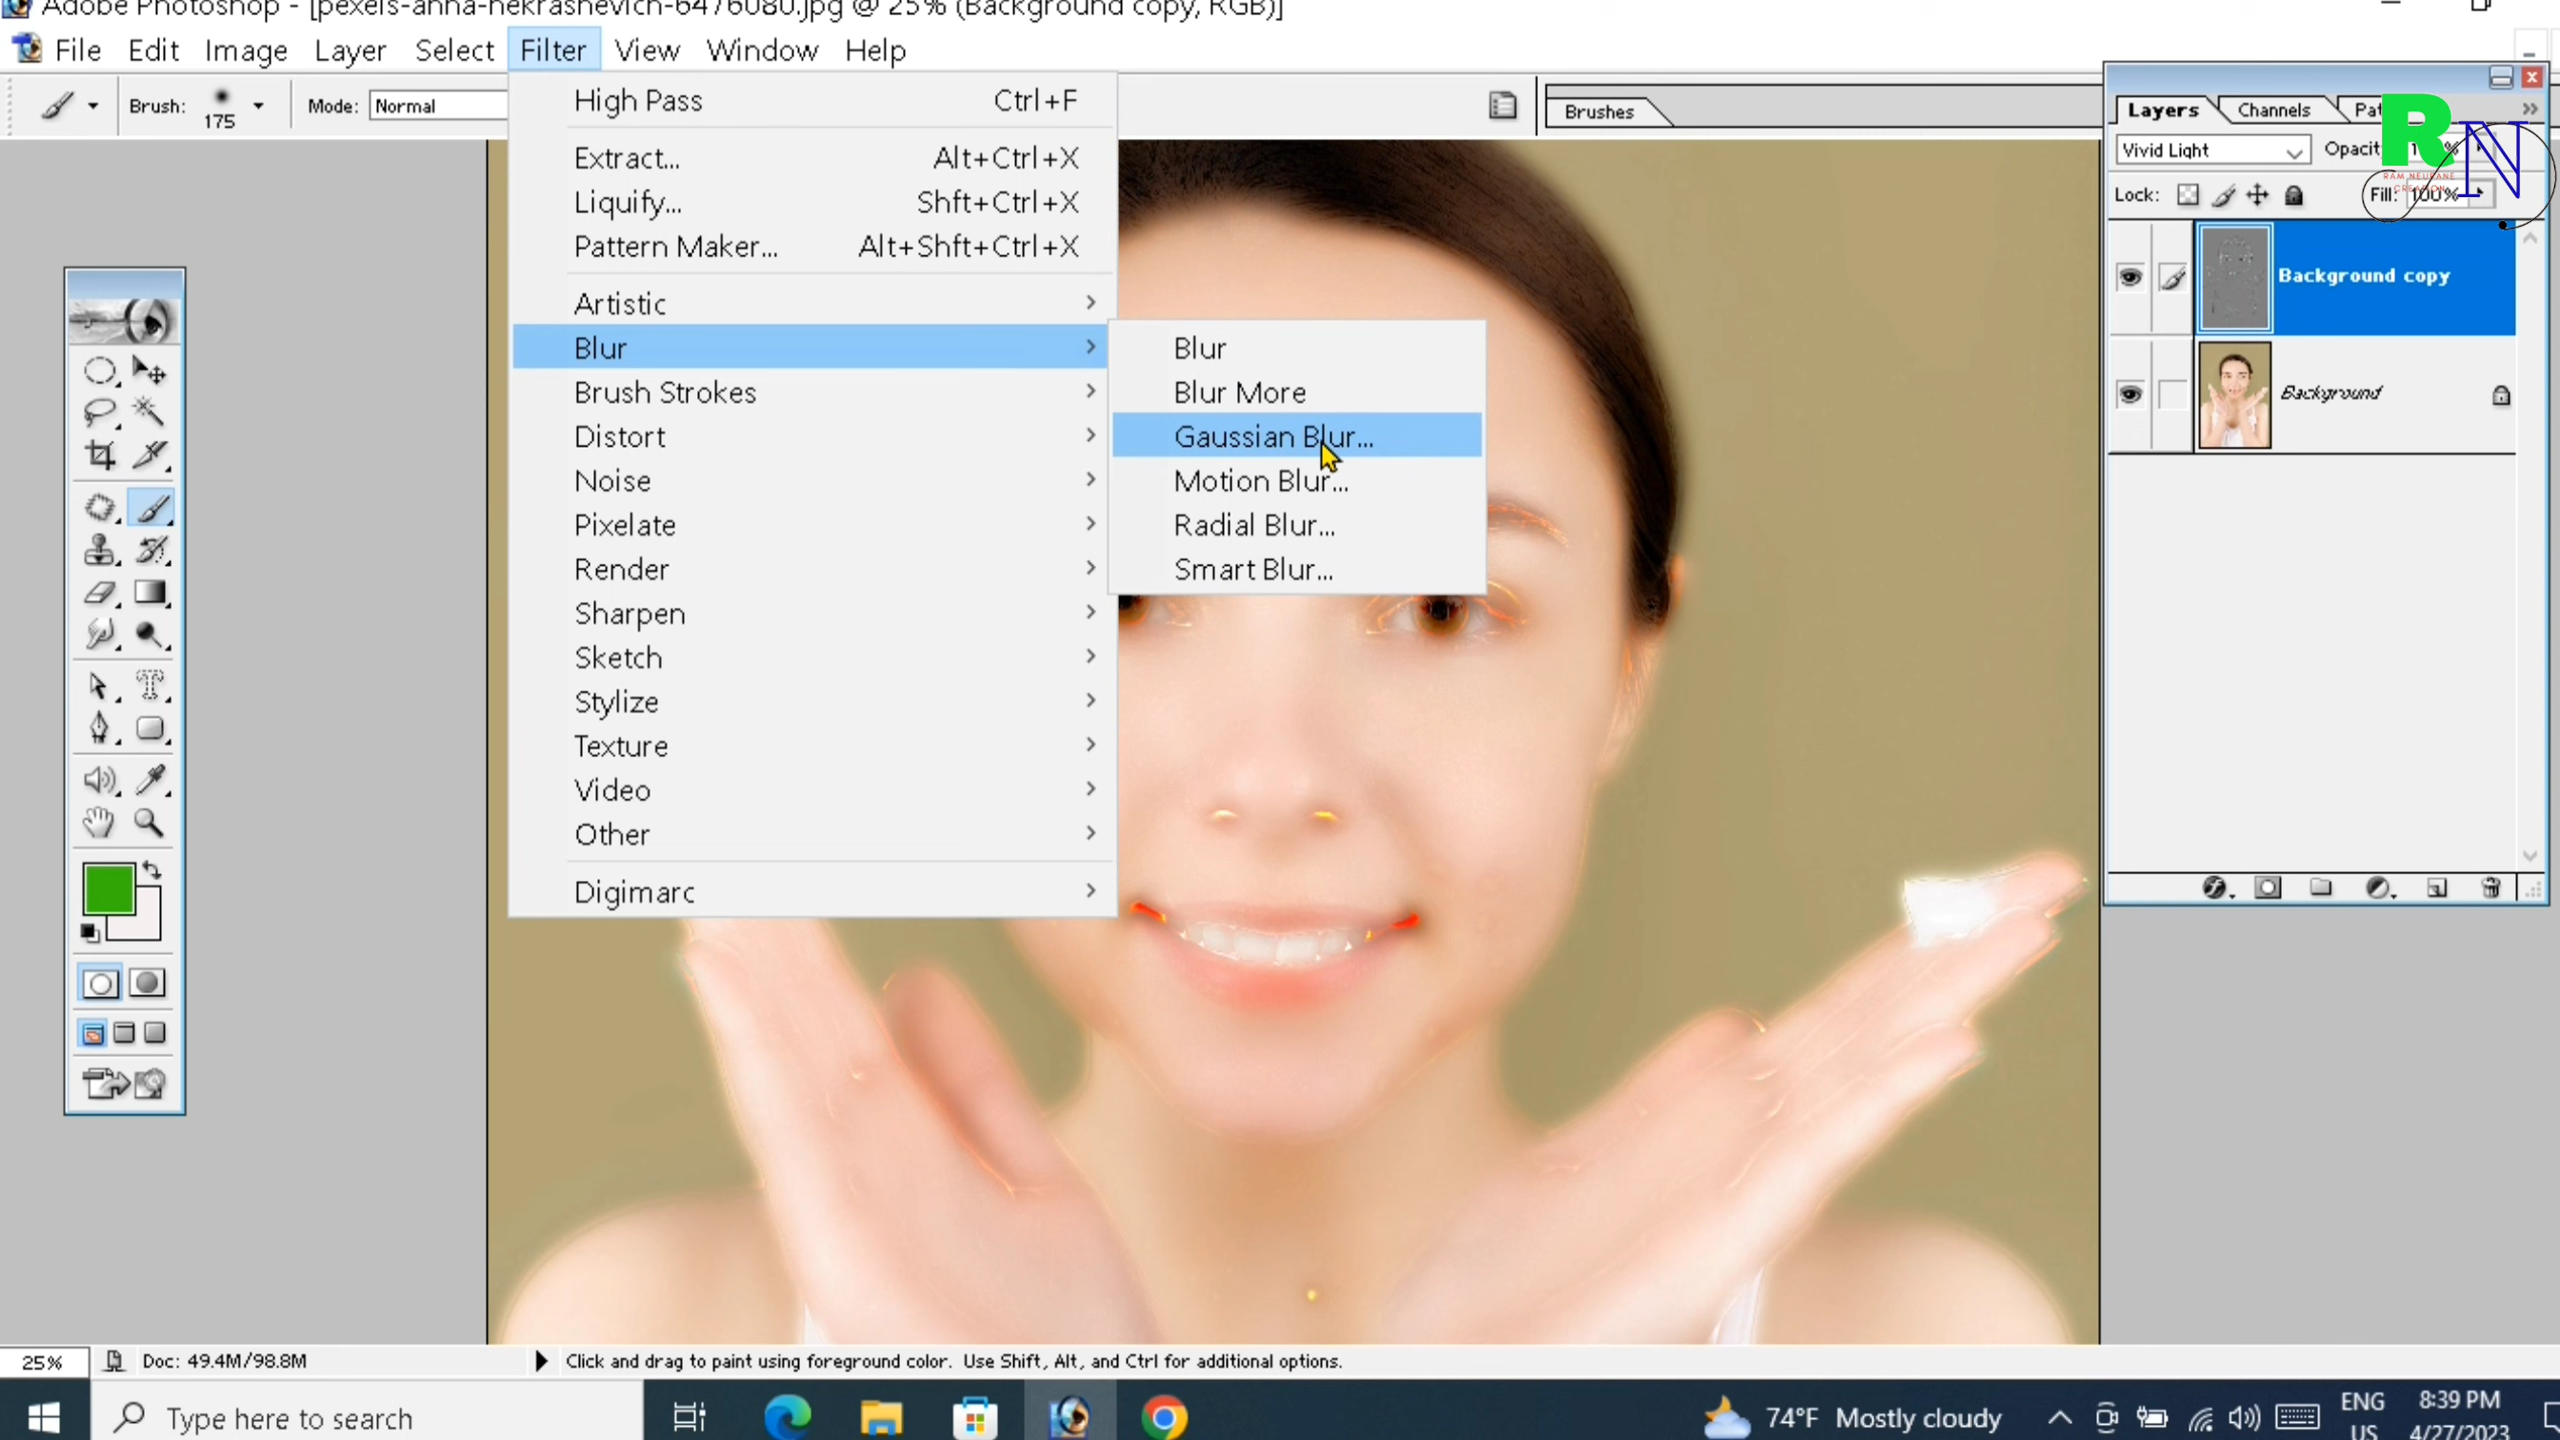 Adobe Photoshop - [pexels-anna-nekrashevich-6476080.jpg @ 25% (Background copy, RGB)]
File Edit Image Layer Select Filter View Window Help
Brush: 175 Mode: Normal
Brushes
High Pass Ctrl+F
Extract... Alt+Ctrl+X
Liquify... Shft+Ctrl+X
Pattern Maker... Alt+Shft+Ctrl+X
Artistic
Blur
Brush Strokes
Distort
Noise
Pixelate
Render
Sharpen
Sketch
Stylize
Texture
Video
Other
Digimarc
Blur
Blur More
Gaussian Blur...
Motion Blur...
Radial Blur...
Smart Blur...
Layers Channels
Vivid Light
Lock: Fill: 100%
RN
RAM NEUPANE
CREATION
Background copy
Background
25% Doc: 49.4M/98.8M Click and drag to paint using foreground color. Use Shift, Alt, and Ctrl for additional options.
Type here to search
74°F Mostly cloudy
ENG
US
8:39 PM
4/27/2023